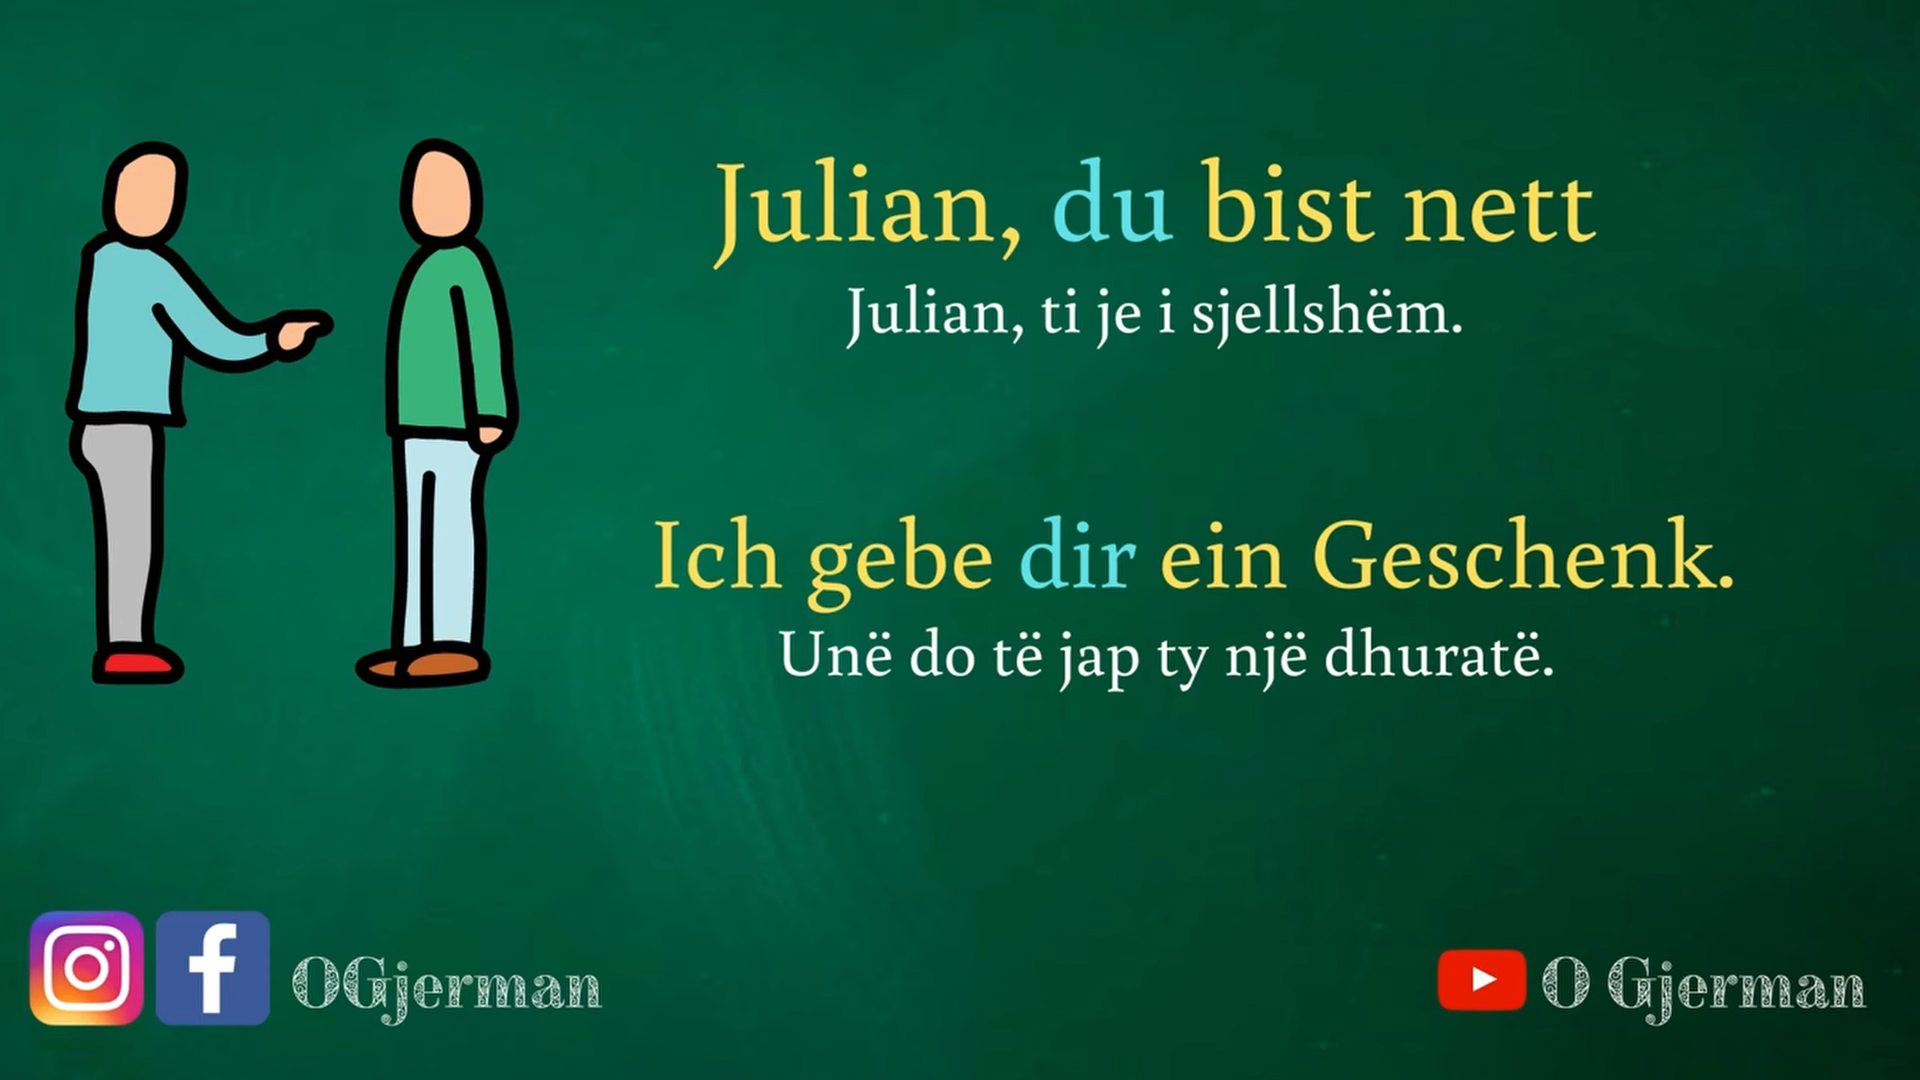 Julian, du bist nett
Julian, ti je i sjellshëm.
Ich gebe dir ein Geschenk.
Unë do të jap ty një dhuratë.
OGjerman
O Gjerman